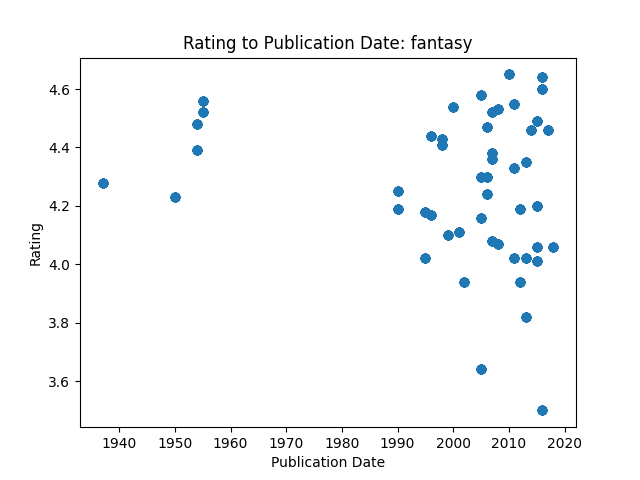 Rating to Publication Date: fantasy
4.6
4.4
4.2
4.0
3.8
3.6
Rating
1940 1950 1960 1970 1980 1990 2000 2010 2020
Publication Date